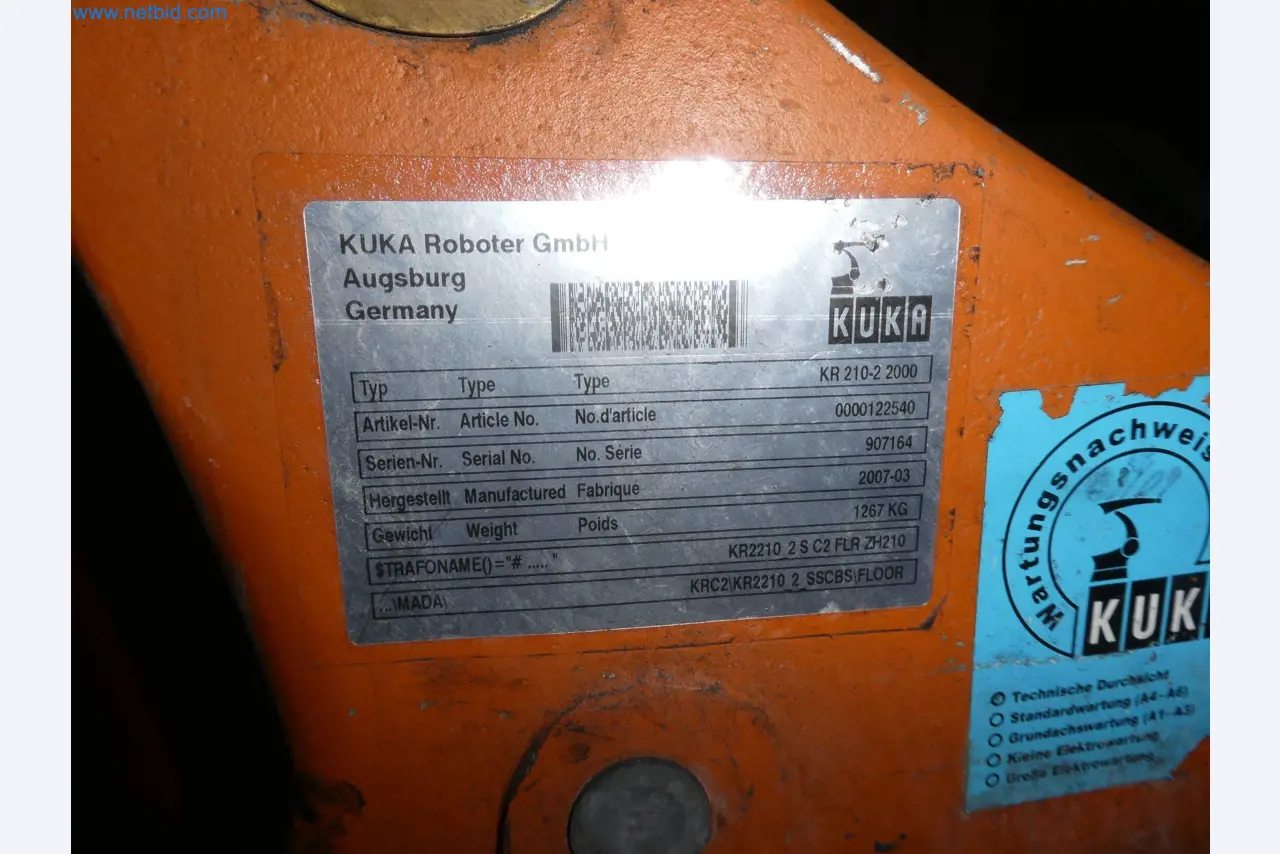 www.netbid.com
KUKA Roboter GmbH
Augsburg
Germany
KUKA
Typ Type Type KR 210-2 2000
Artikel-Nr. Article No. No.d'article 0000122540
Serien-Nr. Serial No. No. Série 907164
Hergestellt Manufactured Fabriqué 2007-03
Gewicht Weight Poids 1267 KG
$TRAFONAME()="# ....." KR2210_2 S C2 FLR ZH210
...\MADA\ KRC2\KR2210_2_SSCBS\FLOOR
Wartungsnachweis
KUK
Technische Durchsicht
Standardwartung (A4-A6)
Grundachswartung (A1-A3)
Kleine Elektrowartung
Große Elektrowartung